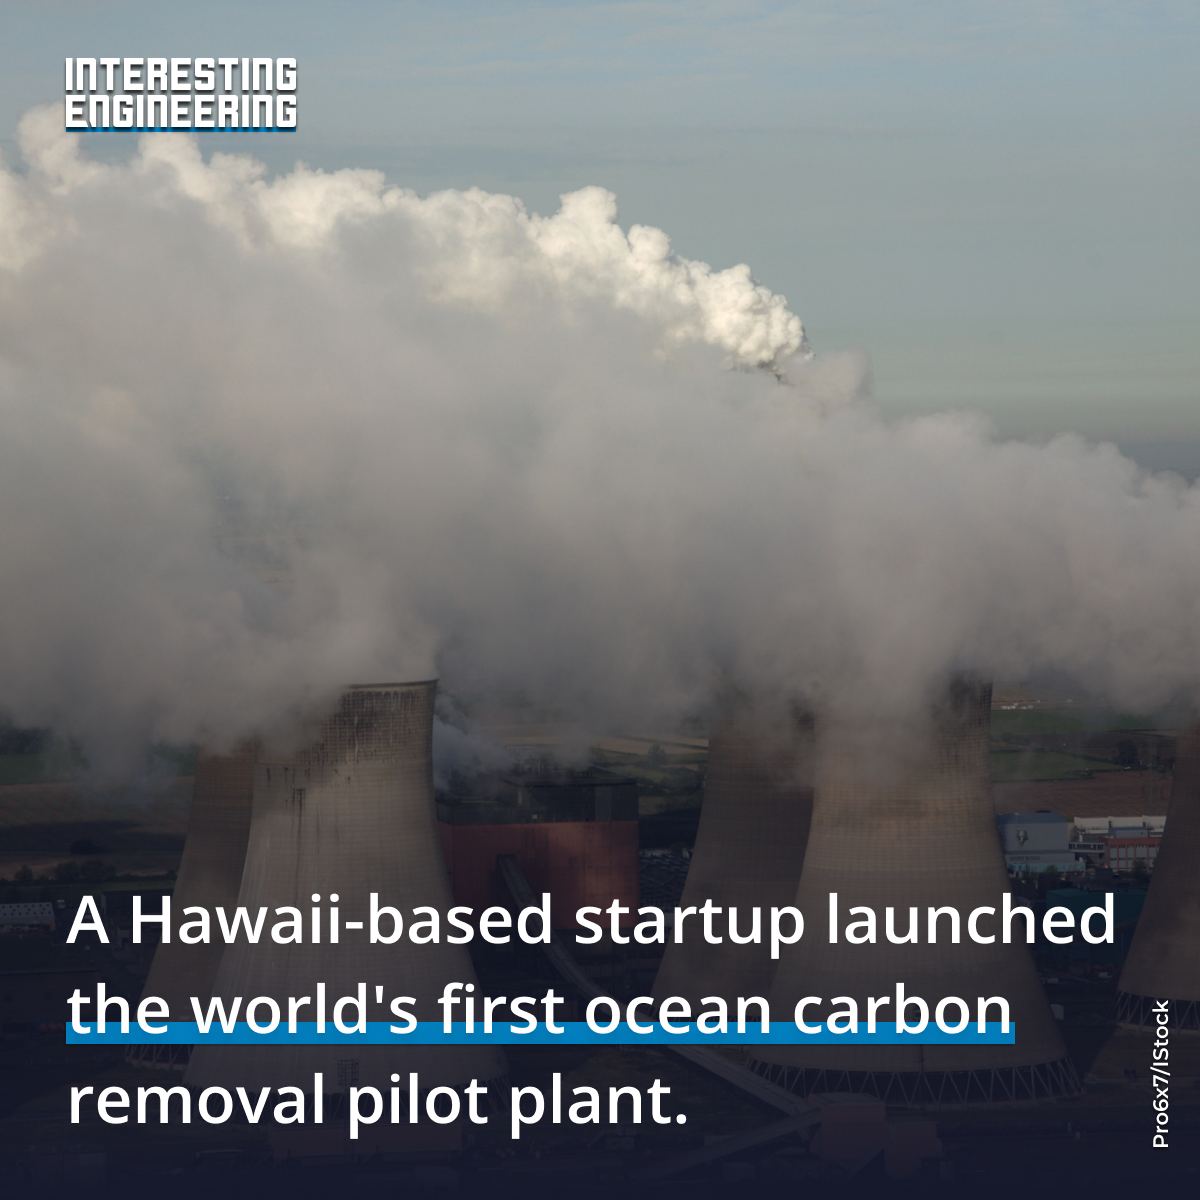 INTERESTING
ENGINEERING
A Hawaii-based startup launched
the world's first ocean carbon
removal pilot plant.
Pro6x7/IStock